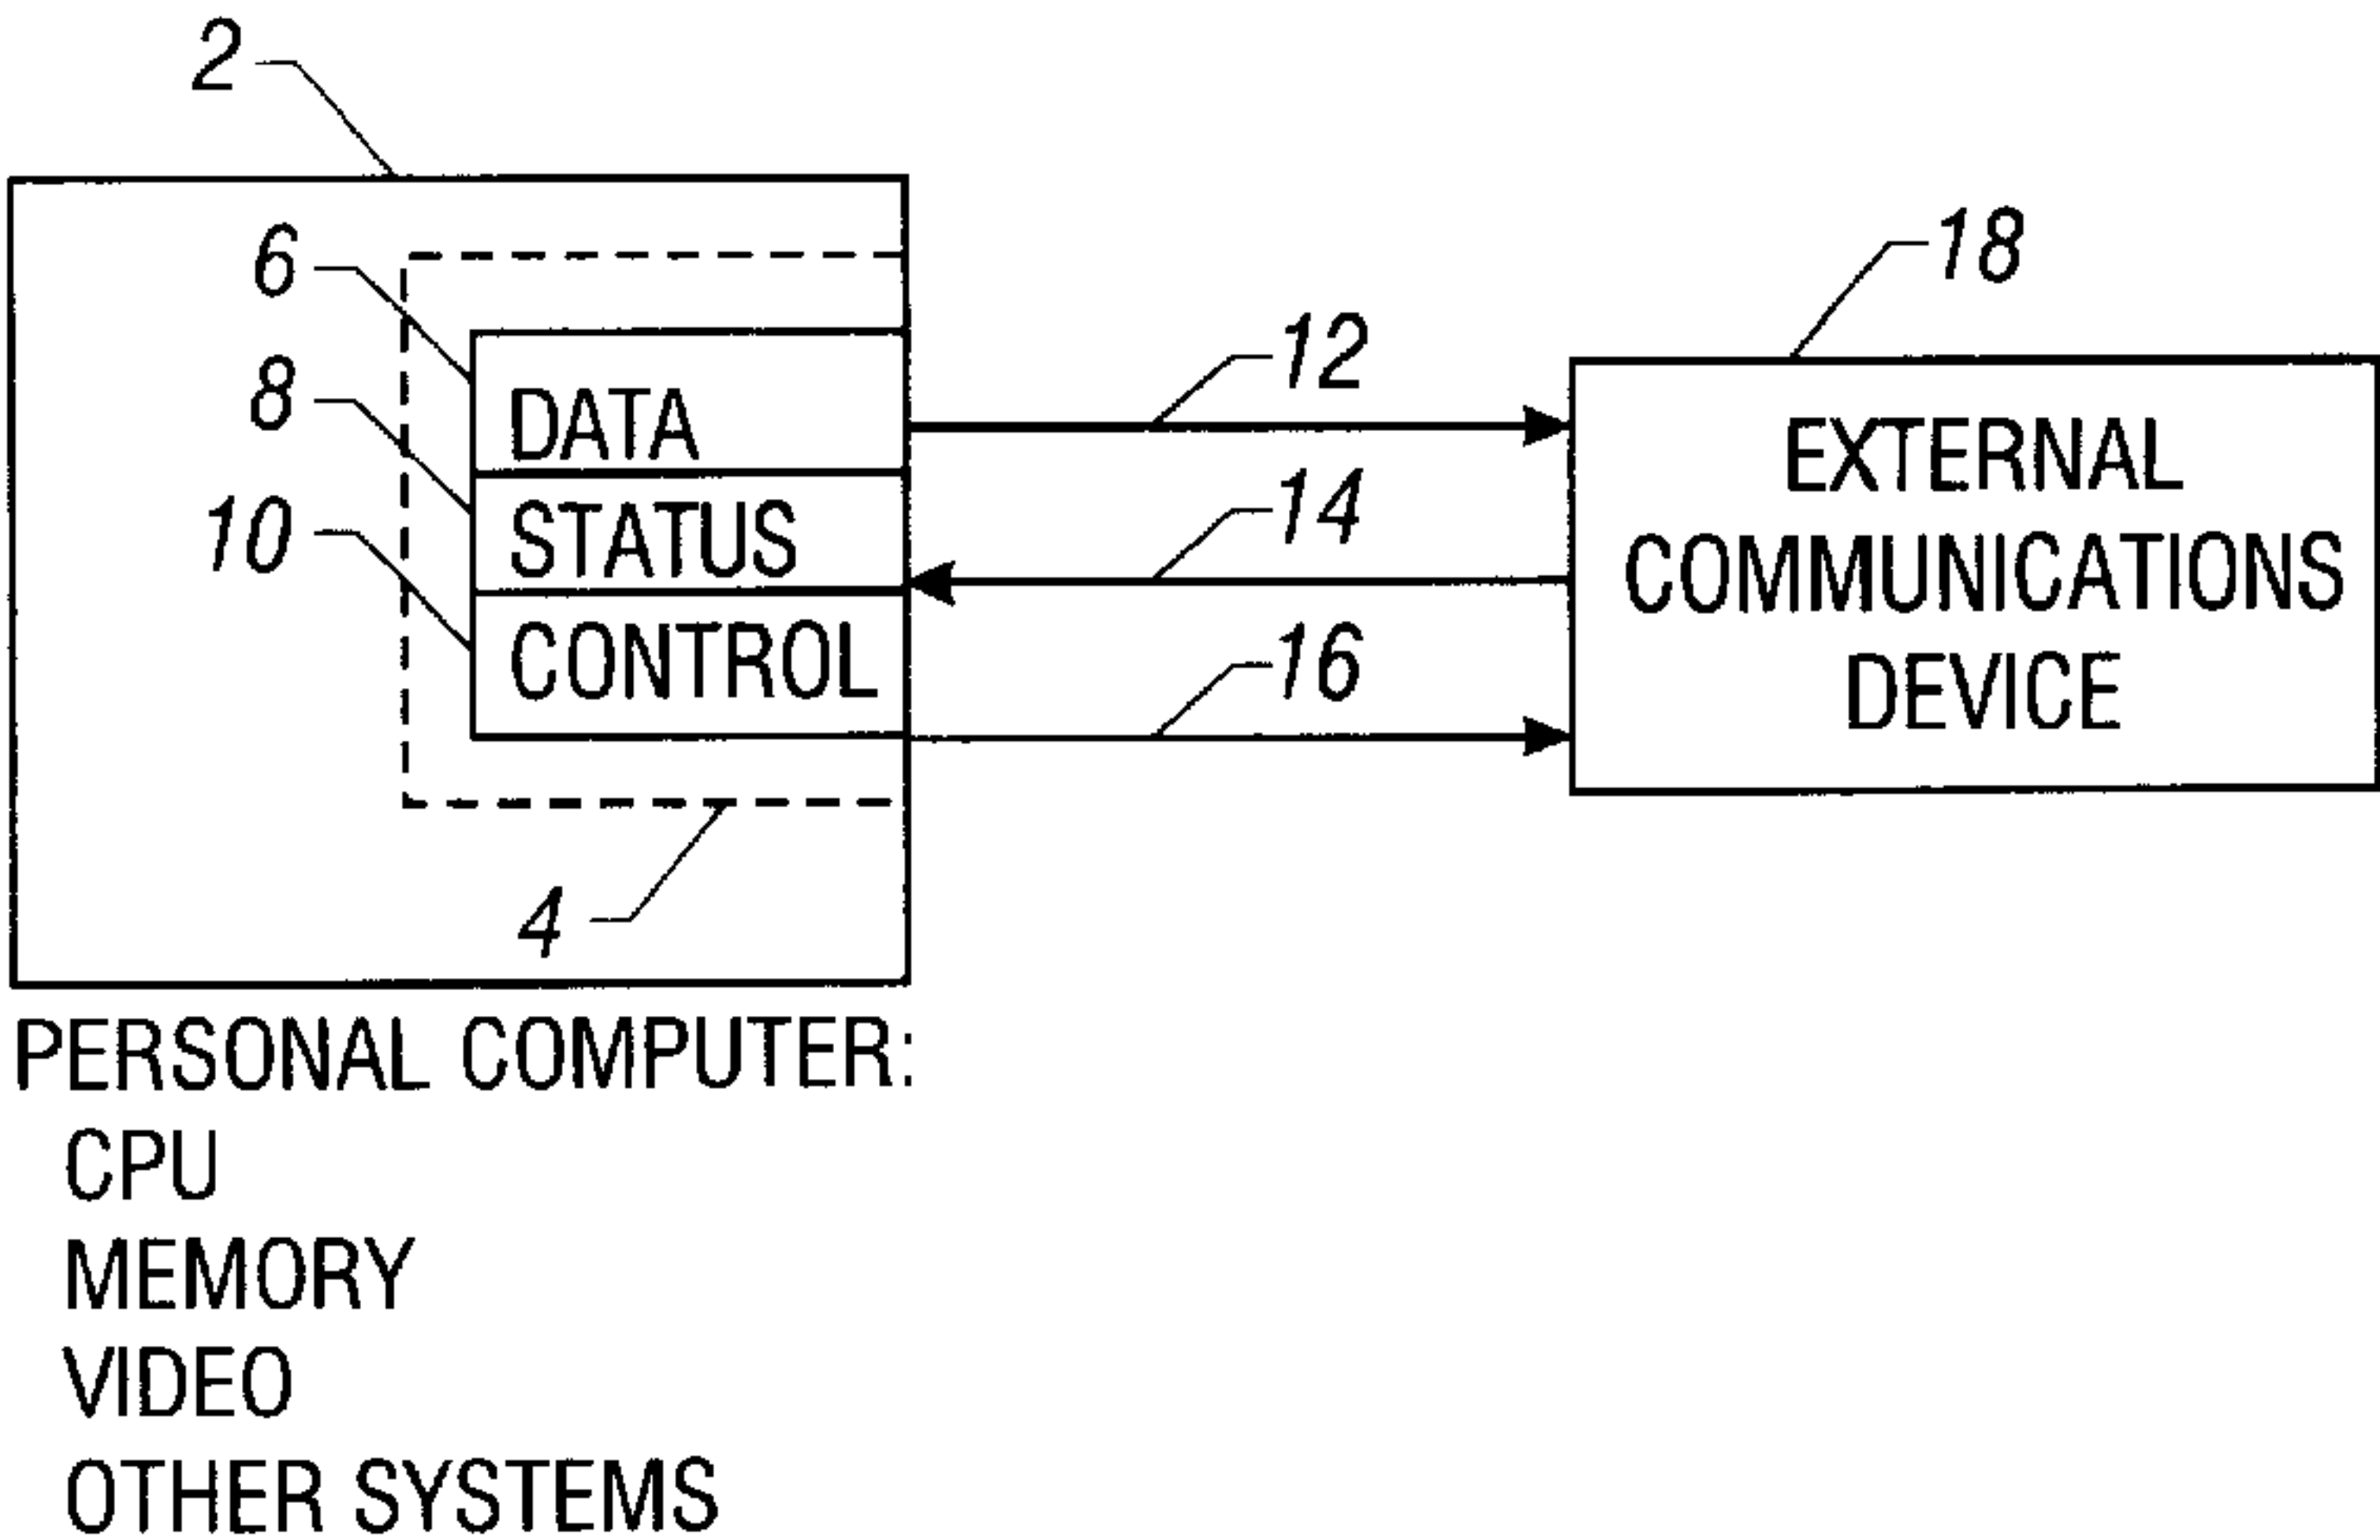 2
6
8
10
DATA
STATUS
CONTROL
4
12
14
16
18
EXTERNAL
COMMUNICATIONS
DEVICE
PERSONAL COMPUTER:
CPU
MEMORY
VIDEO
OTHER SYSTEMS